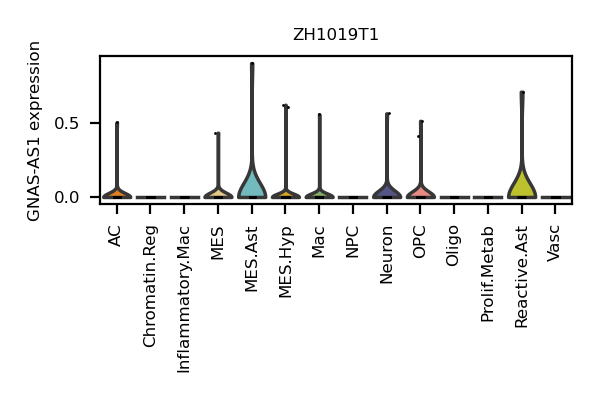 ZH1019T1
GNAS-AS1 expression
0.5
0.0
AC
Chromatin.Reg
Inflammatory.Mac
MES
MES.Ast
MES.Hyp
Mac
NPC
Neuron
OPC
Oligo
Prolif.Metab
Reactive.Ast
Vasc